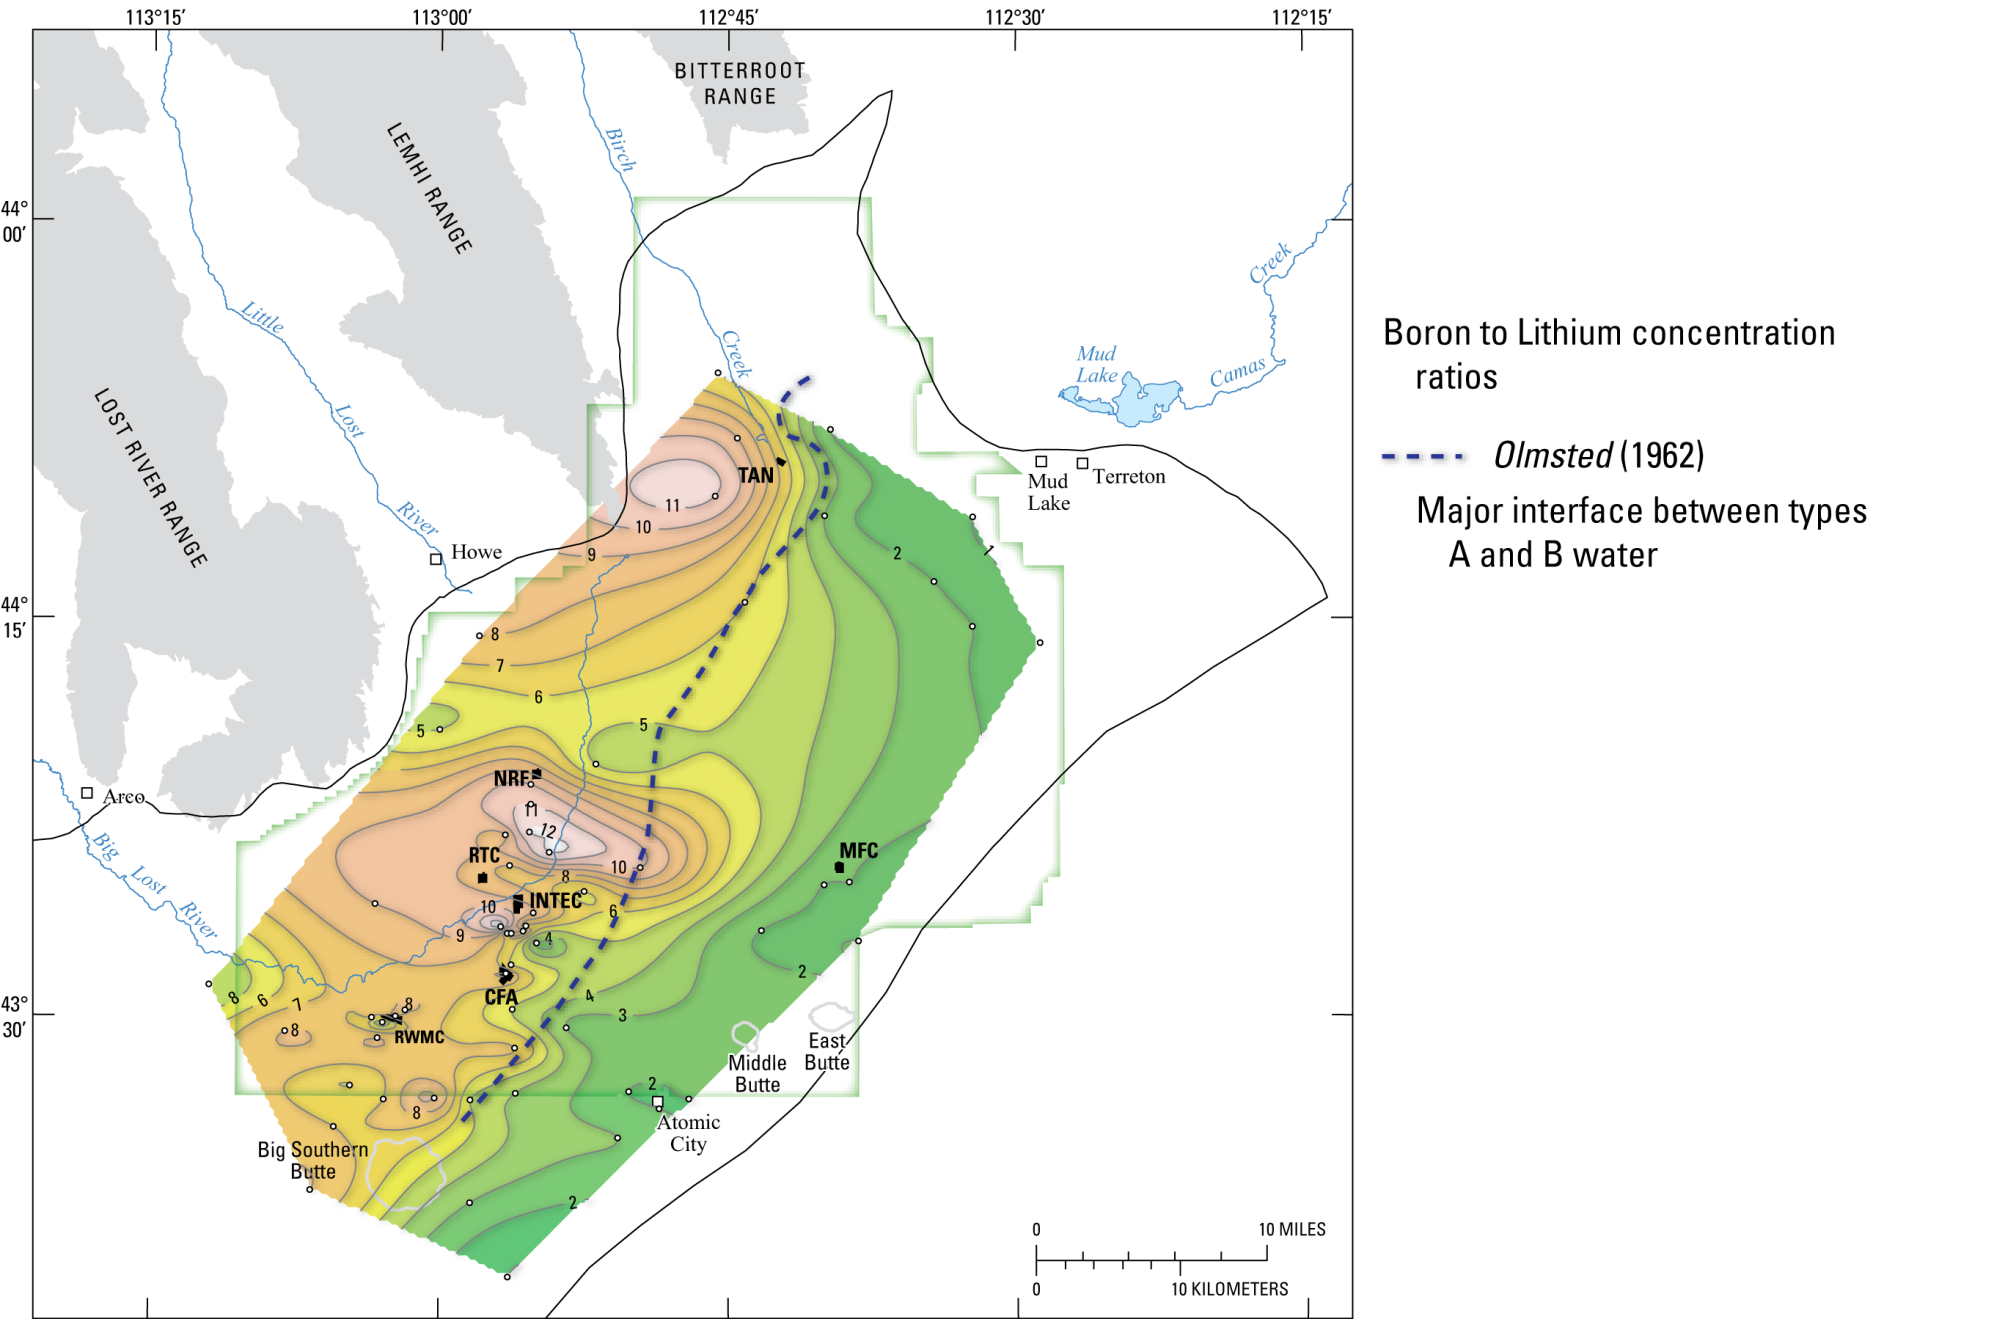 113°15′
113°00′
112°45′
112°30′
112°15′
BITTERROOT
RANGE
LEMHI RANGE
Birch
Creek
44°
00′
Creek
Camas
Little
Lost
River
Mud
Lake
LOST RIVER RANGE
Boron to Lithium concentration
ratios
Olmsted (1962)
Major interface between types
A and B water
TAN
11
10
9
Mud
Lake
Terreton
Howe
2
1
44°
15′
8
7
6
5
5
NRF
Arco
11
12
Big
Lost
River
RTC
10
8
MFC
INTEC
10
6
9
4
2
CFA
8
6
7
4
3
43°
30′
8
8
RWMC
East
Butte
Middle
Butte
2
8
Atomic
City
Big Southern
Butte
2
0
10 MILES
0
10 KILOMETERS